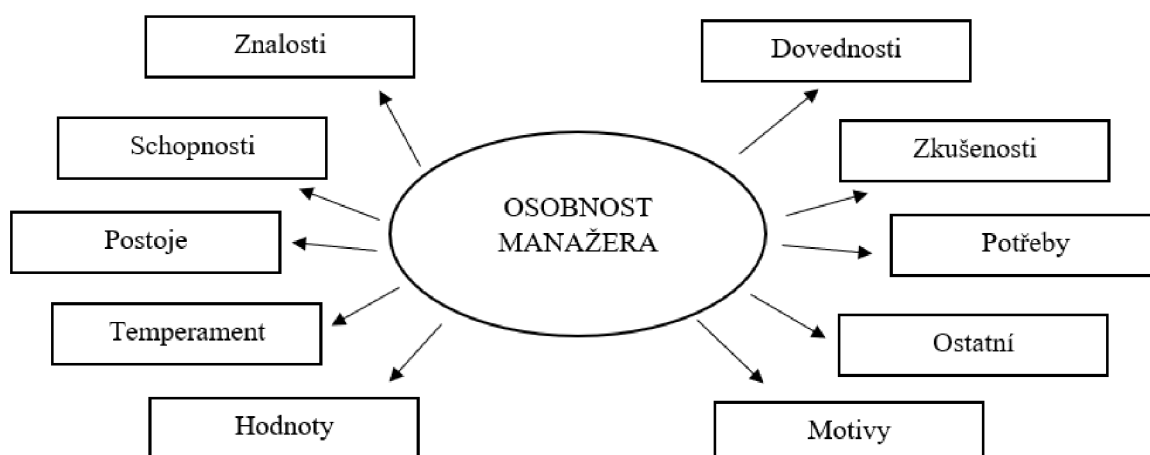 Znalosti
Dovednosti
Schopnosti
Zkušenosti
OSOBNOST
MANAŽERA
Postoje
Potřeby
Temperament
Ostatní
Hodnoty
Motivy